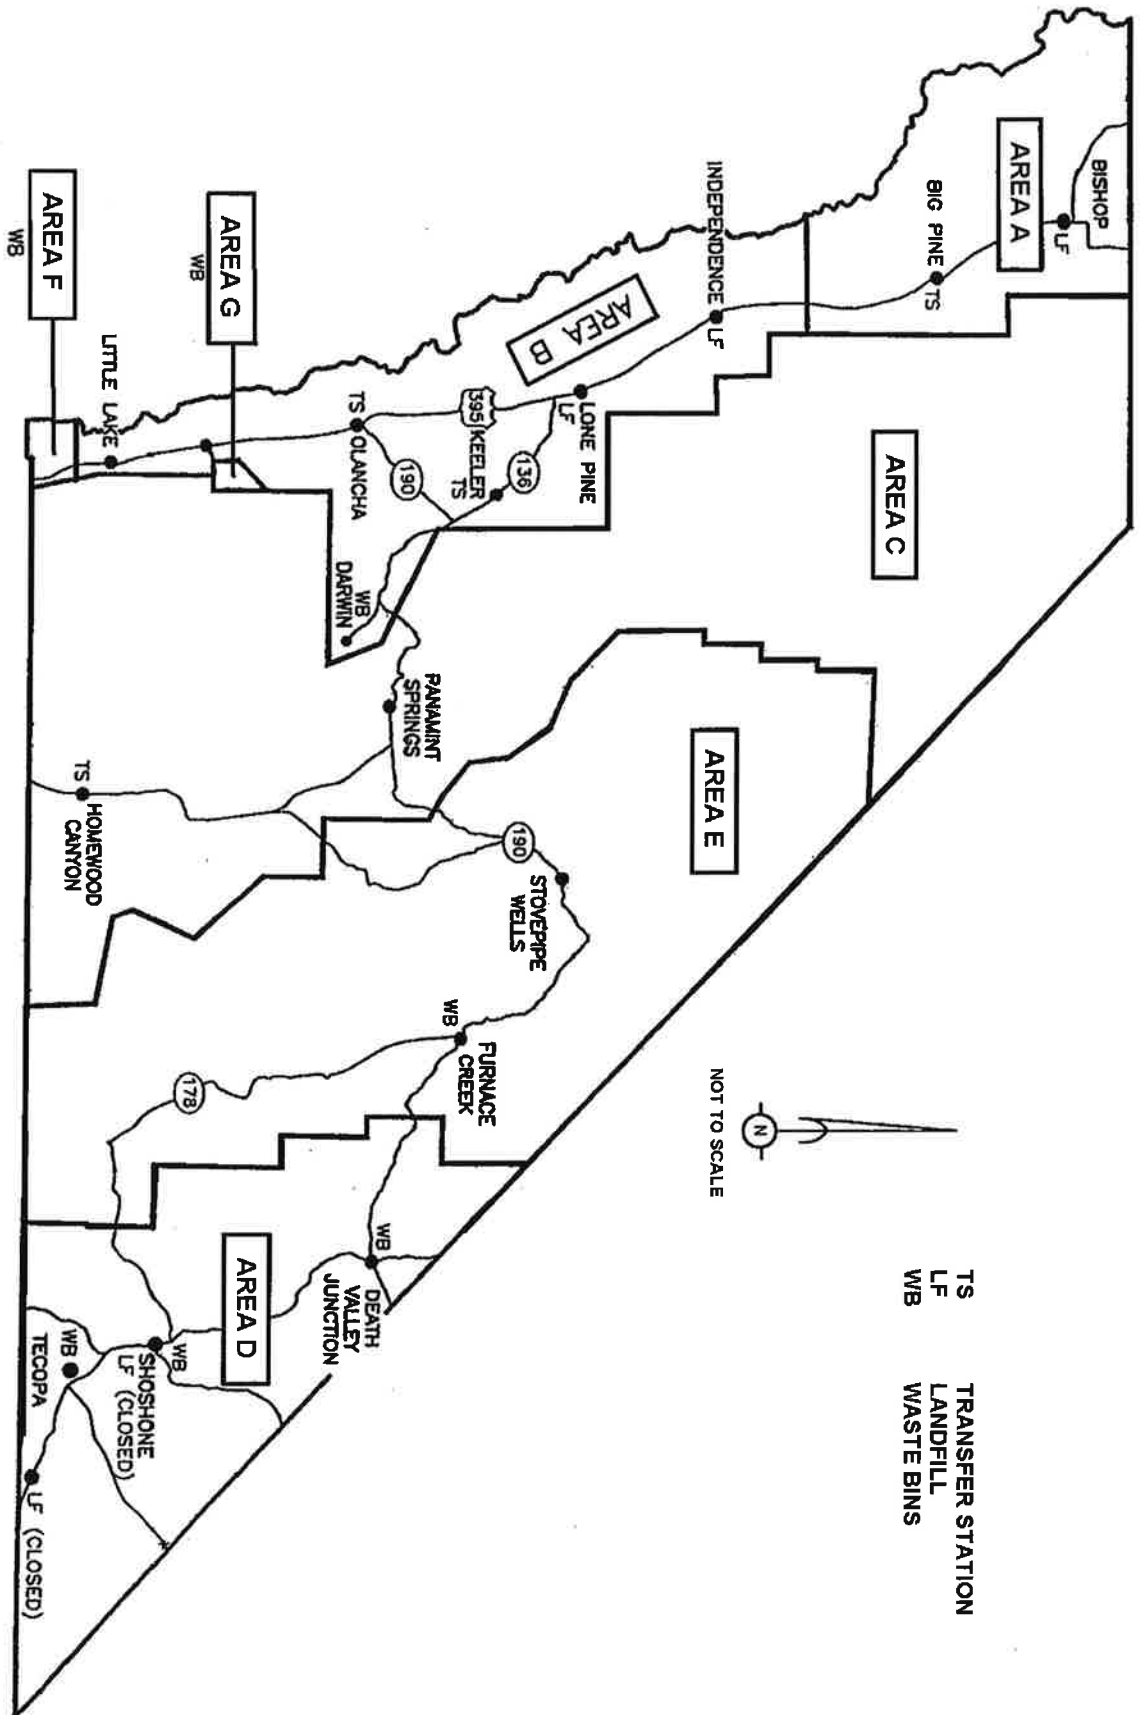 BISHOP
LF
AREA A
BIG PINE
TS
INDEPENDENCE
LF
AREA B
LONE PINE
LF
395
KEELER
TS
136
190
TS
OLANCHA
WB
DARWIN
AREA G
WB
LITTLE LAKE
AREA F
WB
AREA C
PANAMINT
SPRINGS
TS
HOMEWOOD
CANYON
AREA E
190
STOVEPIPE
WELLS
WB
FURNACE
CREEK
178
N
NOT TO SCALE
WB
DEATH
VALLEY
JUNCTION
AREA D
WB
SHOSHONE
LF (CLOSED)
WB
TECOPA
LF (CLOSED)
TS TRANSFER STATION
LF LANDFILL
WB WASTE BINS